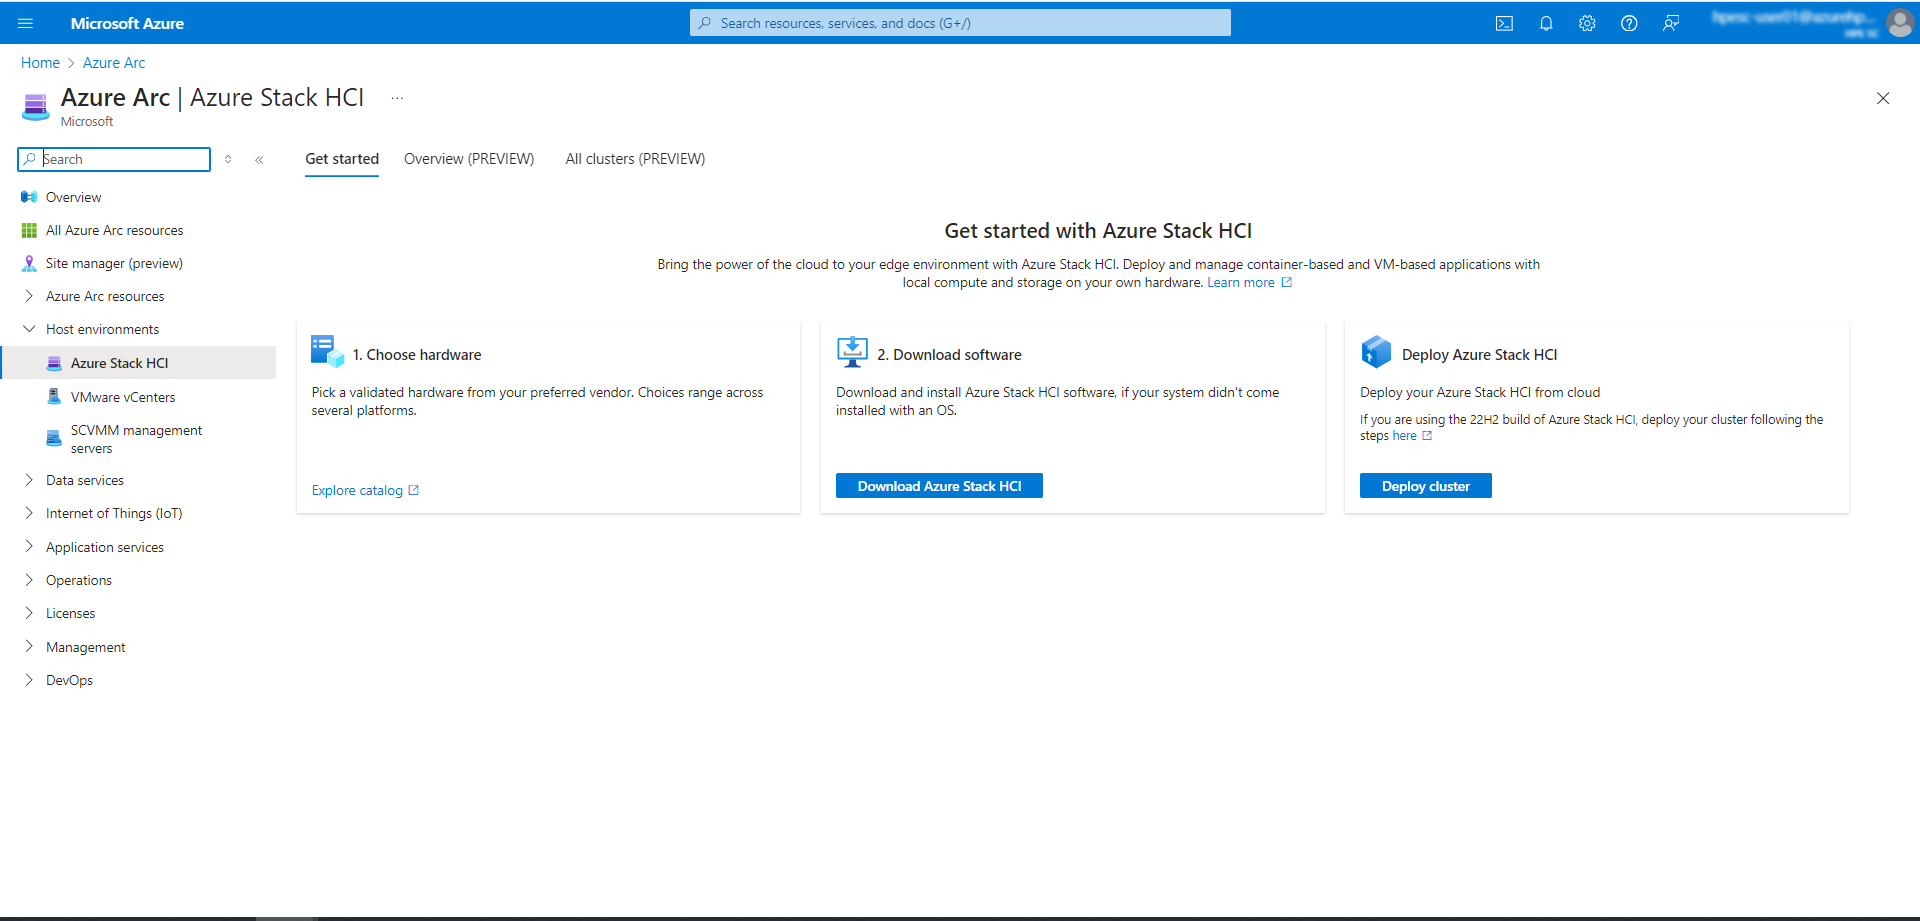 Microsoft Azure
Search resources, services, and docs (G+/)
Home > Azure Arc
Azure Arc | Azure Stack HCI ...
Microsoft
Search
Overview
All Azure Arc resources
Site manager (preview)
Azure Arc resources
Host environments
Azure Stack HCI
VMware vCenters
SCVMM management
servers
Data services
Internet of Things (IoT)
Application services
Operations
Licenses
Management
DevOps
Get started
Overview (PREVIEW)
All clusters (PREVIEW)
Get started with Azure Stack HCI
Bring the power of the cloud to your edge environment with Azure Stack HCI. Deploy and manage container-based and VM-based applications with
local compute and storage on your own hardware. Learn more
1. Choose hardware
Pick a validated hardware from your preferred vendor. Choices range across
several platforms.
Explore catalog
2. Download software
Download and install Azure Stack HCI software, if your system didn't come
installed with an OS.
Download Azure Stack HCI
Deploy Azure Stack HCI
Deploy your Azure Stack HCI from cloud
If you are using the 22H2 build of Azure Stack HCI, deploy your cluster following the
steps here
Deploy cluster